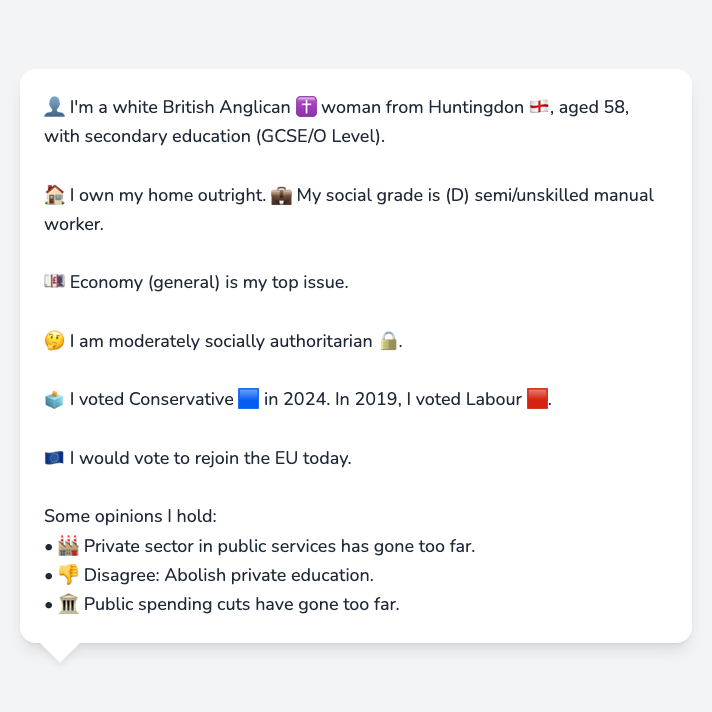 👤 I'm a white British Anglican ✝️ woman from Huntingdon 🏴󠁧󠁢󠁥󠁮󠁧󠁿, aged 58,
with secondary education (GCSE/O Level).
🏠 I own my home outright. 💼 My social grade is (D) semi/unskilled manual
worker.
💷 Economy (general) is my top issue.
🤔 I am moderately socially authoritarian 🔒.
🗳️ I voted Conservative 🟦 in 2024. In 2019, I voted Labour 🟥.
🇪🇺 I would vote to rejoin the EU today.
Some opinions I hold:
• 🏭 Private sector in public services has gone too far.
• 👎 Disagree: Abolish private education.
• 🏛️ Public spending cuts have gone too far.